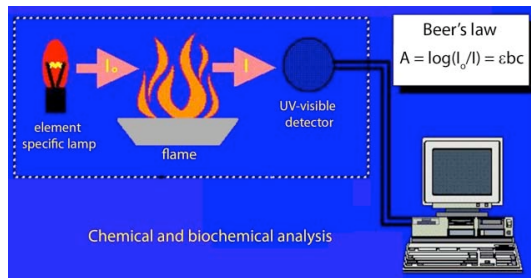 Beer's law
A = log(Iₒ/I) = εbc
Iₒ
I
UV-visible
detector
element
specific lamp
flame
Chemical and biochemical analysis